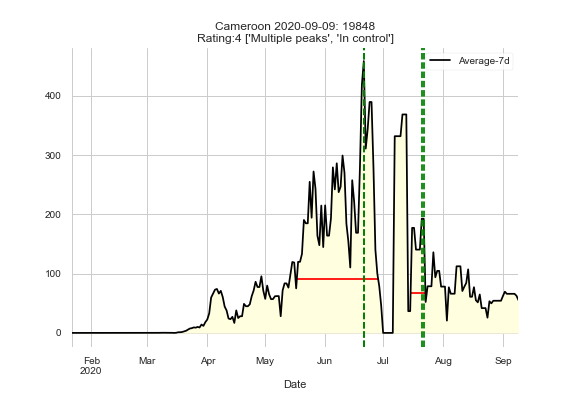 Cameroon 2020-09-09: 19848
Rating:4 ['Multiple peaks', 'In control']
Average-7d
400
300
200
100
0
Feb Mar Apr May Jun Jul Aug Sep
2020
Date